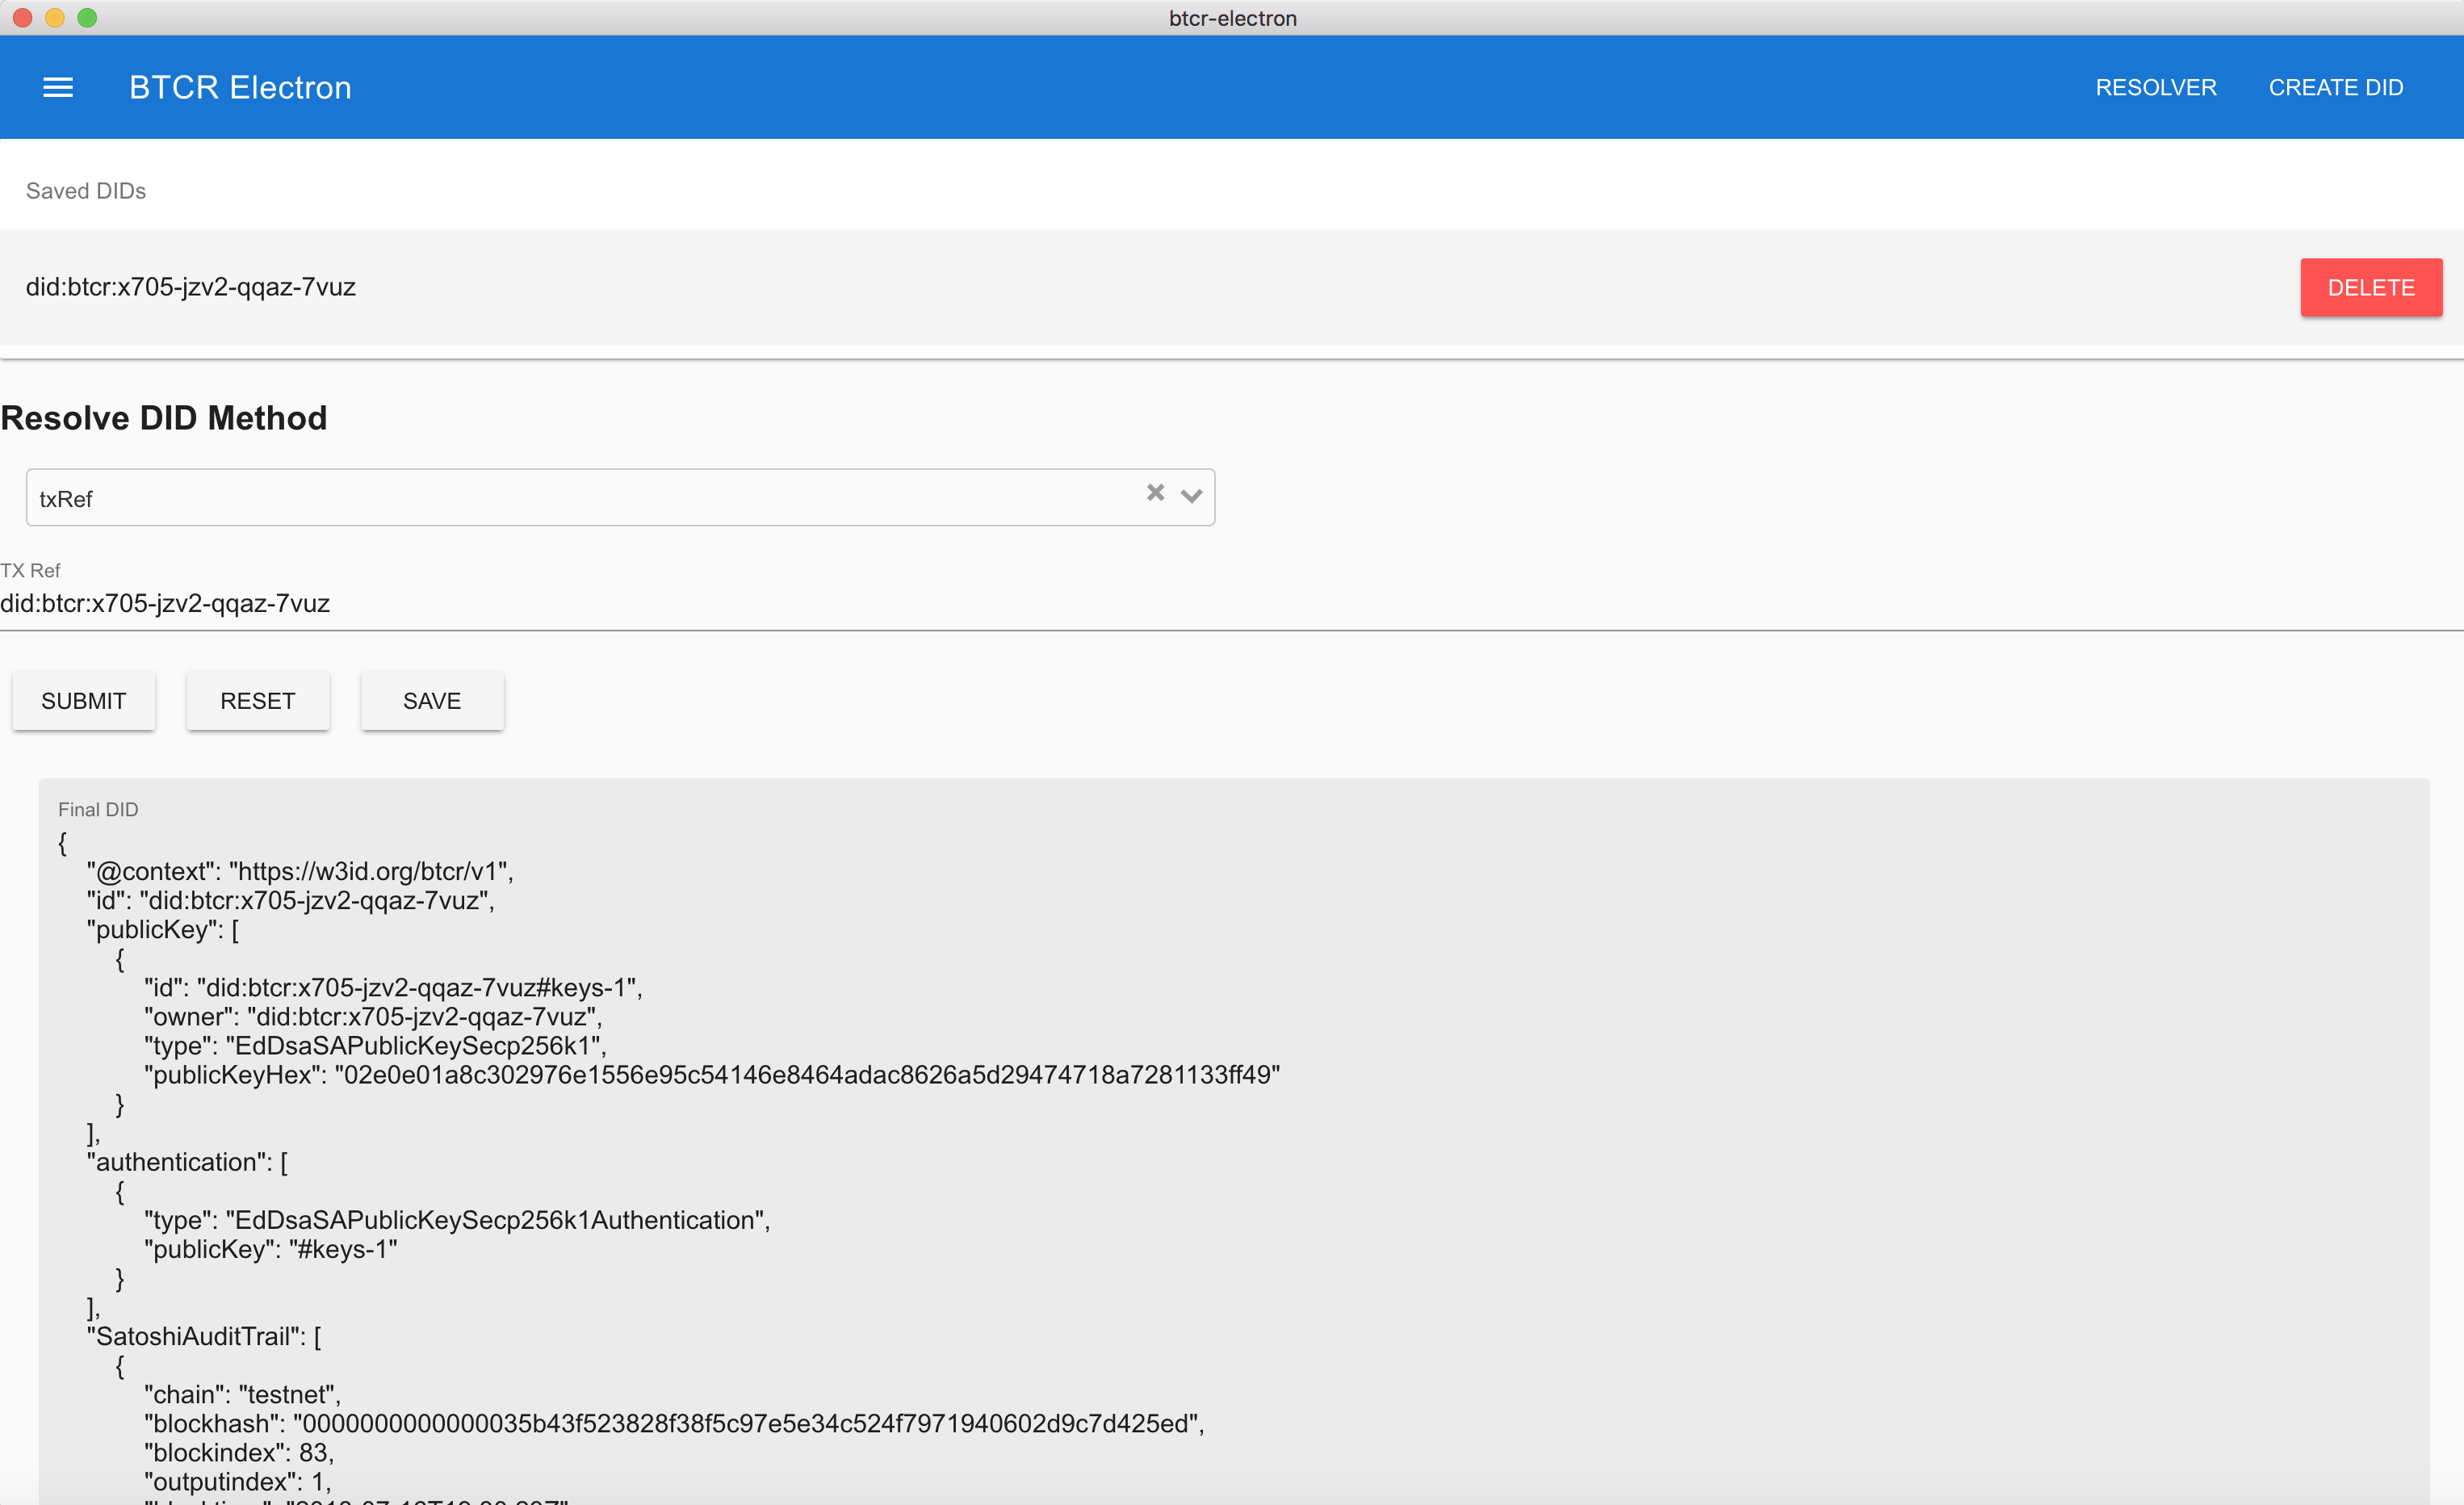 btcr-electron
BTCR Electron
RESOLVER
CREATE DID
Saved DIDs
did:btcr:x705-jzv2-qqaz-7vuz
DELETE
Resolve DID Method
txRef
TX Ref
did:btcr:x705-jzv2-qqaz-7vuz
SUBMIT
RESET
SAVE
Final DID
{
"@context": "https://w3id.org/btcr/v1",
"id": "did:btcr:x705-jzv2-qqaz-7vuz",
"publicKey": [
{
"id": "did:btcr:x705-jzv2-qqaz-7vuz#keys-1",
"owner": "did:btcr:x705-jzv2-qqaz-7vuz",
"type": "EdDsaSAPublicKeySecp256k1",
"publicKeyHex": "02e0e01a8c302976e1556e95c54146e8464adac8626a5d29474718a7281133ff49"
}
],
"authentication": [
{
"type": "EdDsaSAPublicKeySecp256k1Authentication",
"publicKey": "#keys-1"
}
],
"SatoshiAuditTrail": [
{
"chain": "testnet",
"blockhash": "0000000000000035b43f523828f38f5c97e5e34c524f7971940602d9c7d425ed",
"blockindex": 83,
"outputindex": 1,